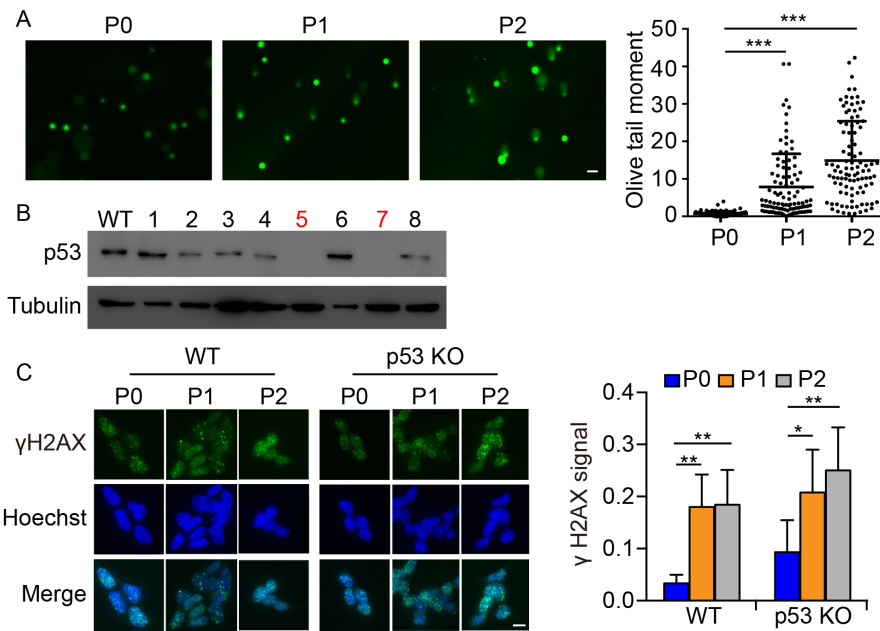 A
P0 P1 P2
***
***
Olive tail moment
50
40
30
20
10
0
P0 P1 P2
B
WT 1 2 3 4 5 6 7 8
p53
Tubulin
C
WT p53 KO
P0 P1 P2 P0 P1 P2
γH2AX
Hoechst
Merge
P0 P1 P2
γ H2AX signal
0.4
0.3
0.2
0.1
0.0
**
**
**
*
WT p53 KO